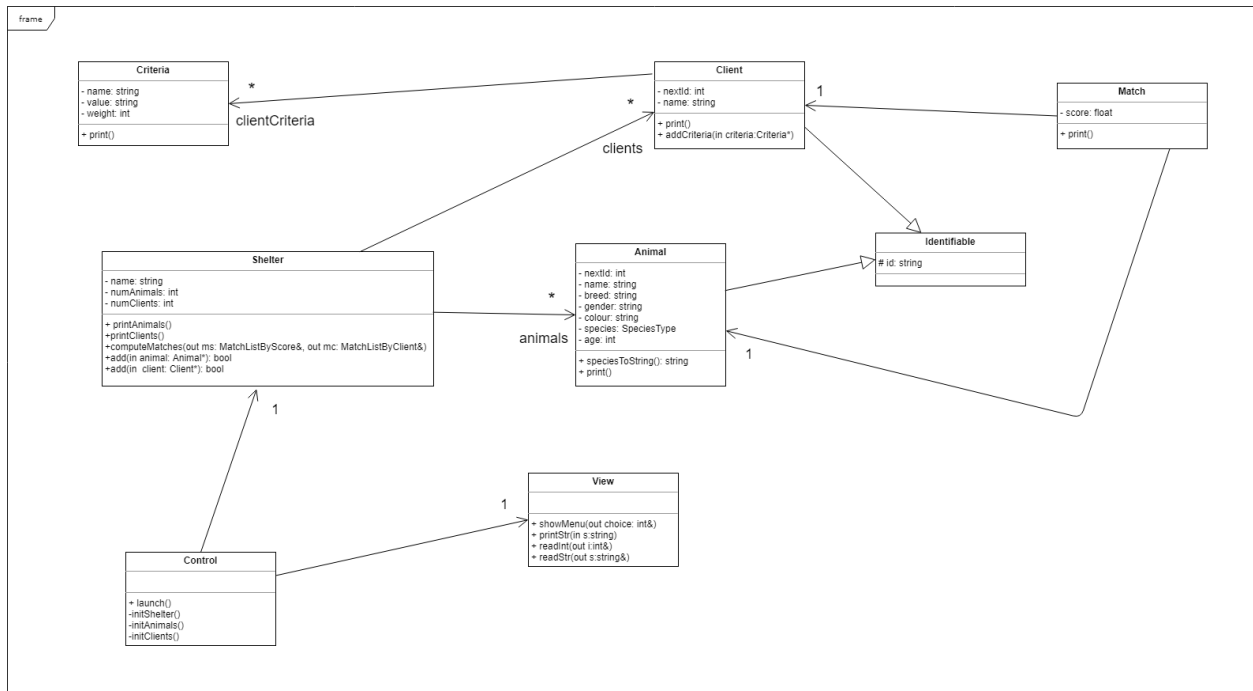 frame
Criteria
- name: string
- value: string
- weight: int
+ print()
*
clientCriteria
Client
- nextId: int
- name: string
+ print()
+ addCriteria(in criteria:Criteria*)
*
clients
1
Match
- score: float
+ print()
Identifiable
# id: string
Shelter
- name: string
- numAnimals: int
- numClients: int
+ printAnimals()
+printClients()
+computeMatches(out ms: MatchListByScore&, out mc: MatchListByClient&)
+add(in animal: Animal*): bool
+add(in  client: Client*): bool
*
animals
Animal
- nextId: int
- name: string
- breed: string
- gender: string
- colour: string
- species: SpeciesType
- age: int
+ speciesToString(): string
+ print()
1
1
View
+ showMenu(out choice: int&)
+ printStr(in s:string)
+ readInt(out i:int&)
+ readStr(out s:string&)
1
Control
+ launch()
-initShelter()
-initAnimals()
-initClients()